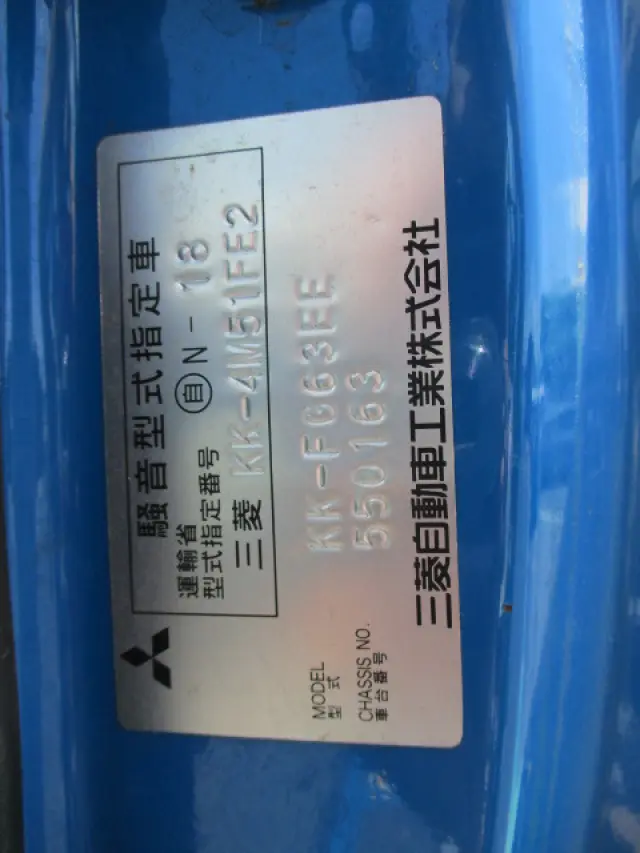 騒音型式指定車
運輸省
型式指定番号
自N-18
三菱 KK-4M51FE2
MODEL
型式
KK-FG63EE
CHASSIS NO.
車台番号
550163
三菱自動車工業株式会社